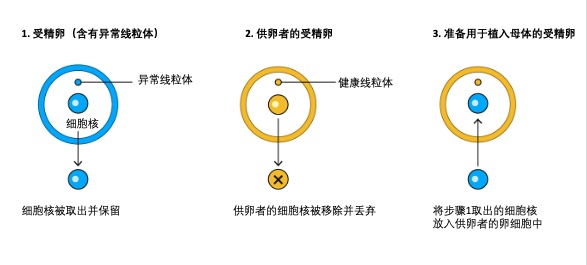 1. 受精卵（含有异常线粒体）
异常线粒体
细胞核
细胞核被取出并保留
2. 供卵者的受精卵
健康线粒体
供卵者的细胞核被移除并丢弃
3. 准备用于植入母体的受精卵
将步骤1取出的细胞核
放入供卵者的卵细胞中